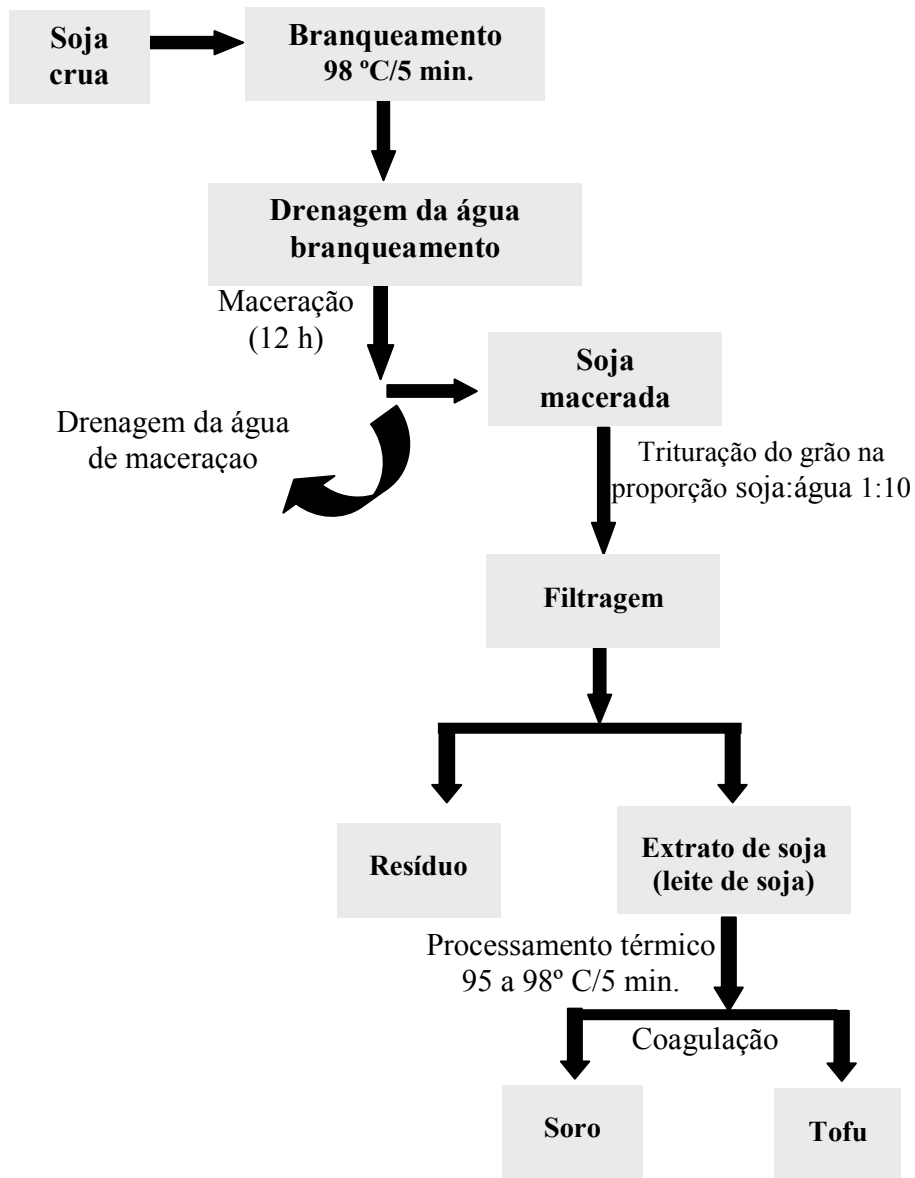 Soja
crua
Branqueamento
98 ºC/5 min.
Drenagem da água
branqueamento
Maceração
(12 h)
Soja
macerada
Drenagem da água
de maceraçao
Trituração do grão na
proporção soja:água 1:10
Filtragem
Resíduo
Extrato de soja
(leite de soja)
Processamento térmico
95 a 98º C/5 min.
Coagulação
Soro
Tofu